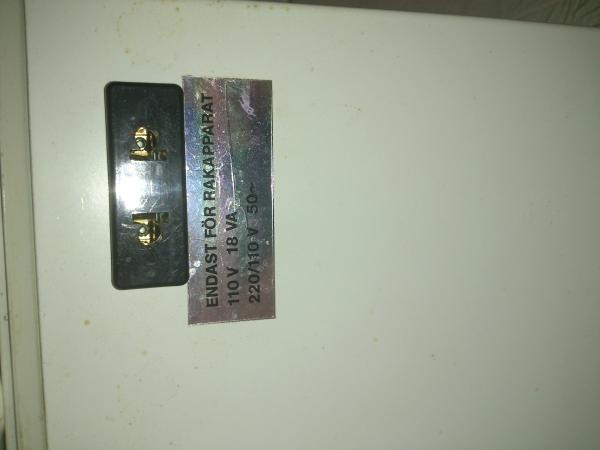 ENDAST FÖR RAKAPPARAT
110 V 18 VA
220/110 V 50~